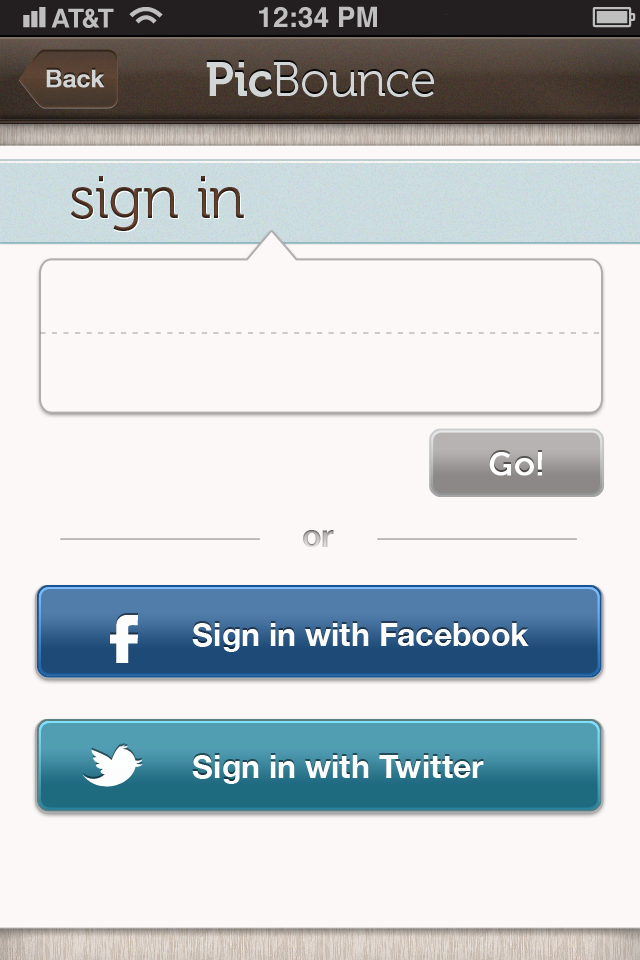 AT&T 12:34 PM
Back PicBounce
sign in
Go!
or
Sign in with Facebook
Sign in with Twitter